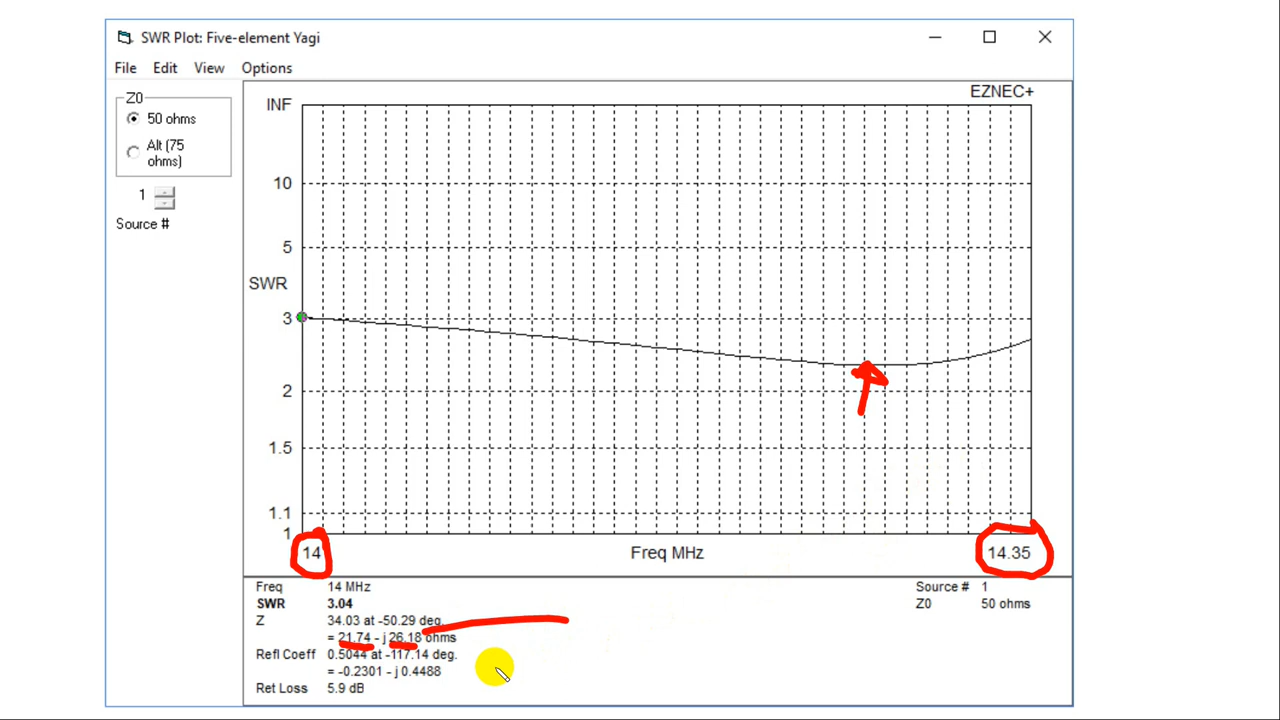 SWR Plot: Five-element Yagi
File Edit View Options
Z0
50 ohms
Alt (75
ohms)
1
Source #
EZNEC+
INF
10
5
SWR
3
2
1.5
1.1
1
14 Freq MHz 14.35
Freq 14 MHz Source # 1
SWR 3.04 Z0 50 ohms
Z 34.03 at -50.29 deg.
= 21.74 - j 26.18 ohms
Refl Coeff 0.5044 at -117.14 deg.
= -0.2301 - j 0.4488
Ret Loss 5.9 dB